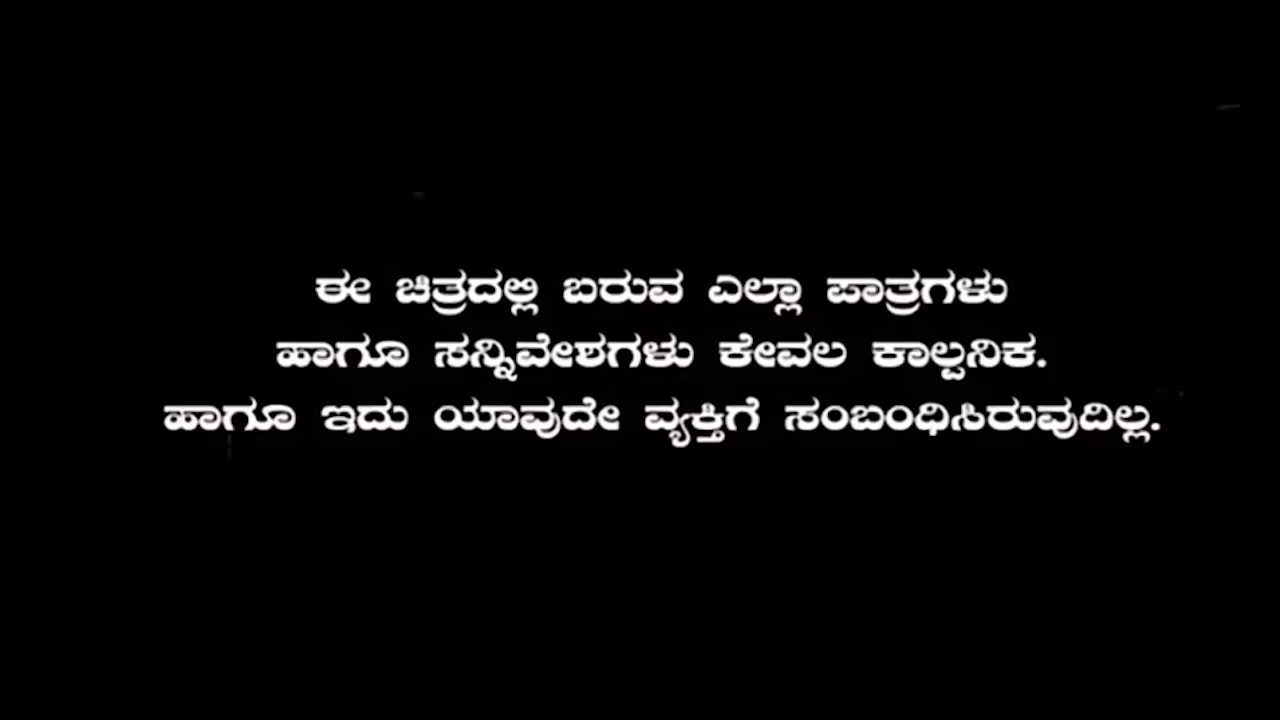 ಈ ಚಿತ್ರದಲ್ಲಿ ಬರುವ ಎಲ್ಲಾ ಪಾತ್ರಗಳು
ಹಾಗೂ ಸನ್ನಿವೇಶಗಳು ಕೇವಲ ಕಾಲ್ಪನಿಕ.
ಹಾಗೂ ಇದು ಯಾವುದೇ ವ್ಯಕ್ತಿಗೆ ಸಂಬಂಧಿಸಿರುವುದಿಲ್ಲ.